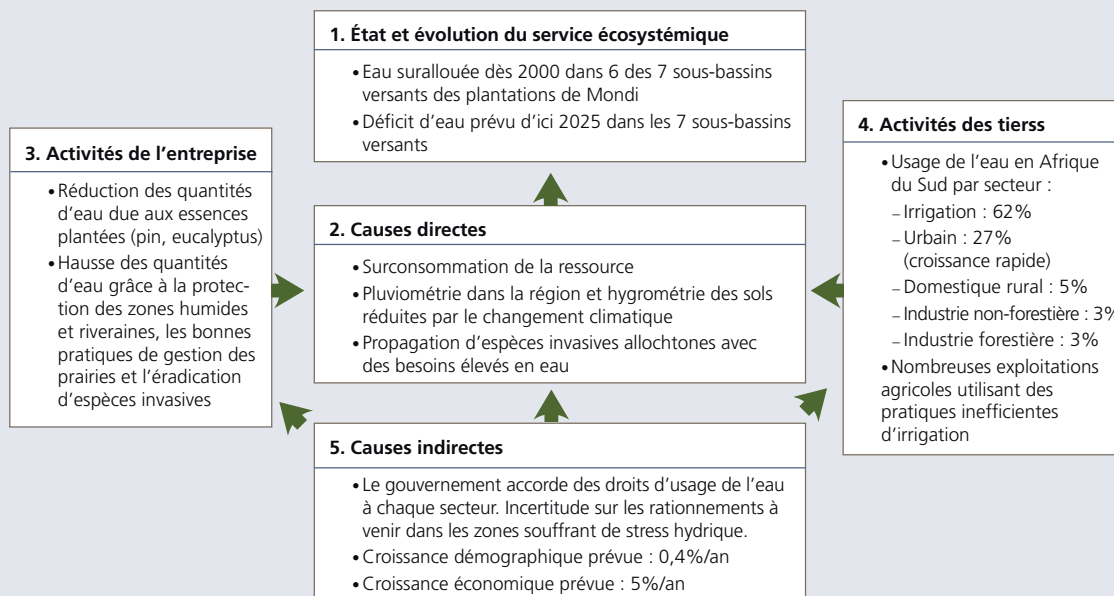 1. État et évolution du service écosystémique
• Eau surallouée dès 2000 dans 6 des 7 sous-bassins
versants des plantations de Mondi
• Déficit d'eau prévu d'ici 2025 dans les 7 sous-bassins
versants
3. Activités de l'entreprise
• Réduction des quantités
d'eau due aux essences
plantées (pin, eucalyptus)
• Hausse des quantités
d'eau grâce à la protec-
tion des zones humides
et riveraines, les bonnes
pratiques de gestion des
prairies et l'éradication
d'espèces invasives
2. Causes directes
• Surconsommation de la ressource
• Pluviométrie dans la région et hygrométrie des sols
réduites par le changement climatique
• Propagation d'espèces invasives allochtones avec
des besoins élevés en eau
4. Activités des tierss
• Usage de l'eau en Afrique
du Sud par secteur :
– Irrigation : 62%
– Urbain : 27%
(croissance rapide)
– Domestique rural : 5%
– Industrie non-forestière : 3%
– Industrie forestière : 3%
• Nombreuses exploitations
agricoles utilisant des
pratiques inefficientes
d'irrigation
5. Causes indirectes
• Le gouvernement accorde des droits d'usage de l'eau
à chaque secteur. Incertitude sur les rationnements à
venir dans les zones souffrant de stress hydrique.
• Croissance démographique prévue : 0,4%/an
• Croissance économique prévue : 5%/an